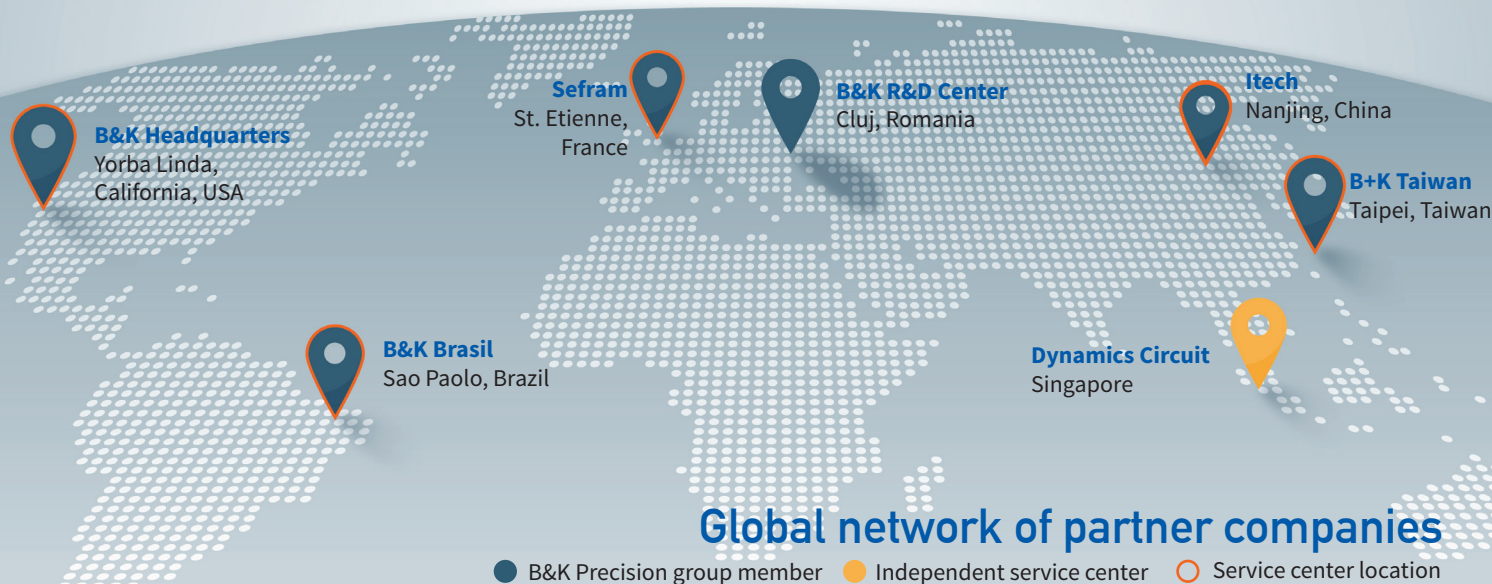 B&K Headquarters
Yorba Linda,
California, USA
Sefram
St. Etienne,
France
B&K R&D Center
Cluj, Romania
Itech
Nanjing, China
B+K Taiwan
Taipei, Taiwan
B&K Brasil
Sao Paolo, Brazil
Dynamics Circuit
Singapore
Global network of partner companies
B&K Precision group member
Independent service center
Service center location